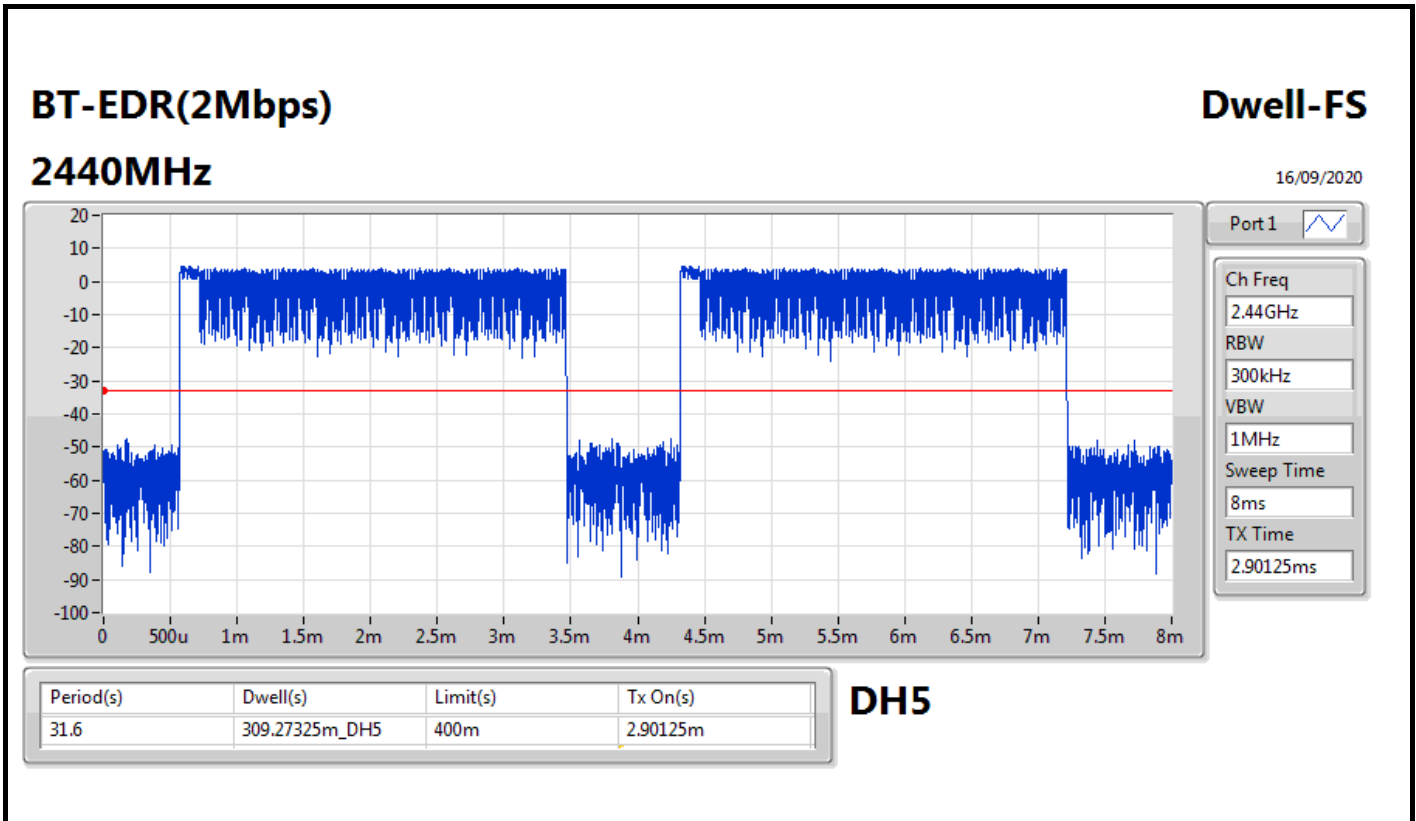 BT-EDR(2Mbps) Dwell-FS
2440MHz 16/09/2020
Port 1
20
10
0
-10
-20
-30
-40
-50
-60
-70
-80
-90
-100
0 500u 1m 1.5m 2m 2.5m 3m 3.5m 4m 4.5m 5m 5.5m 6m 6.5m 7m 7.5m 8m
Ch Freq
2.44GHz
RBW
300kHz
VBW
1MHz
Sweep Time
8ms
TX Time
2.90125ms
Period(s) Dwell(s) Limit(s) Tx On(s)
31.6 309.27325m_DH5 400m 2.90125m
DH5